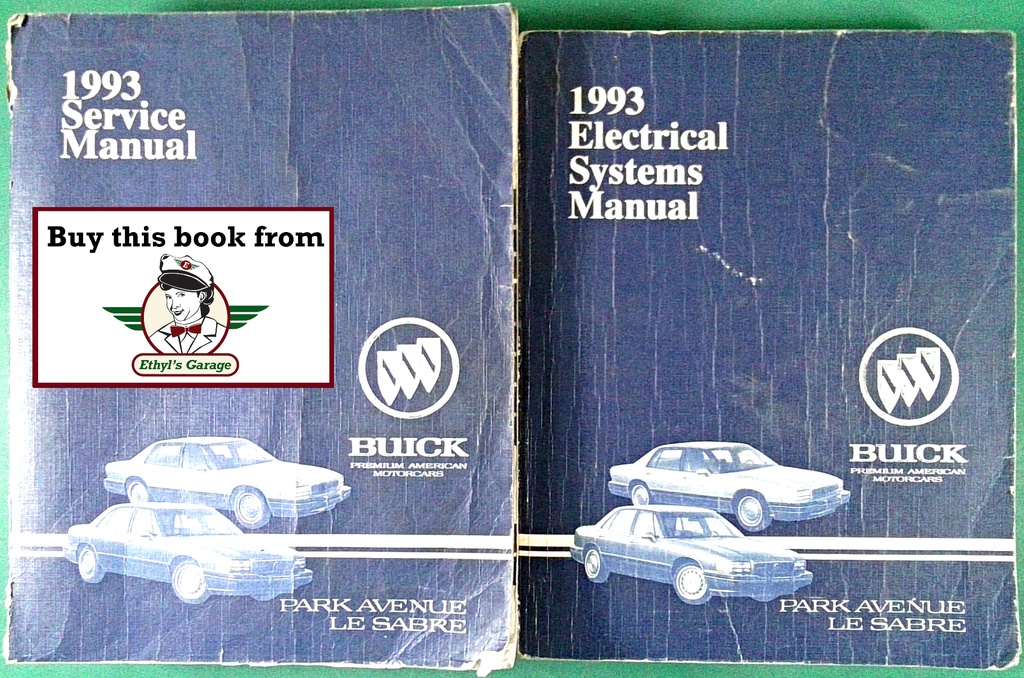 1993
Service
Manual
Buy this book from
E
Ethyl's Garage
BUICK
PREMIUM AMERICAN
MOTORCARS
PARK AVENUE
LE SABRE
1993
Electrical
Systems
Manual
BUICK
PREMIUM AMERICAN
MOTORCARS
PARK AVENUE
LE SABRE